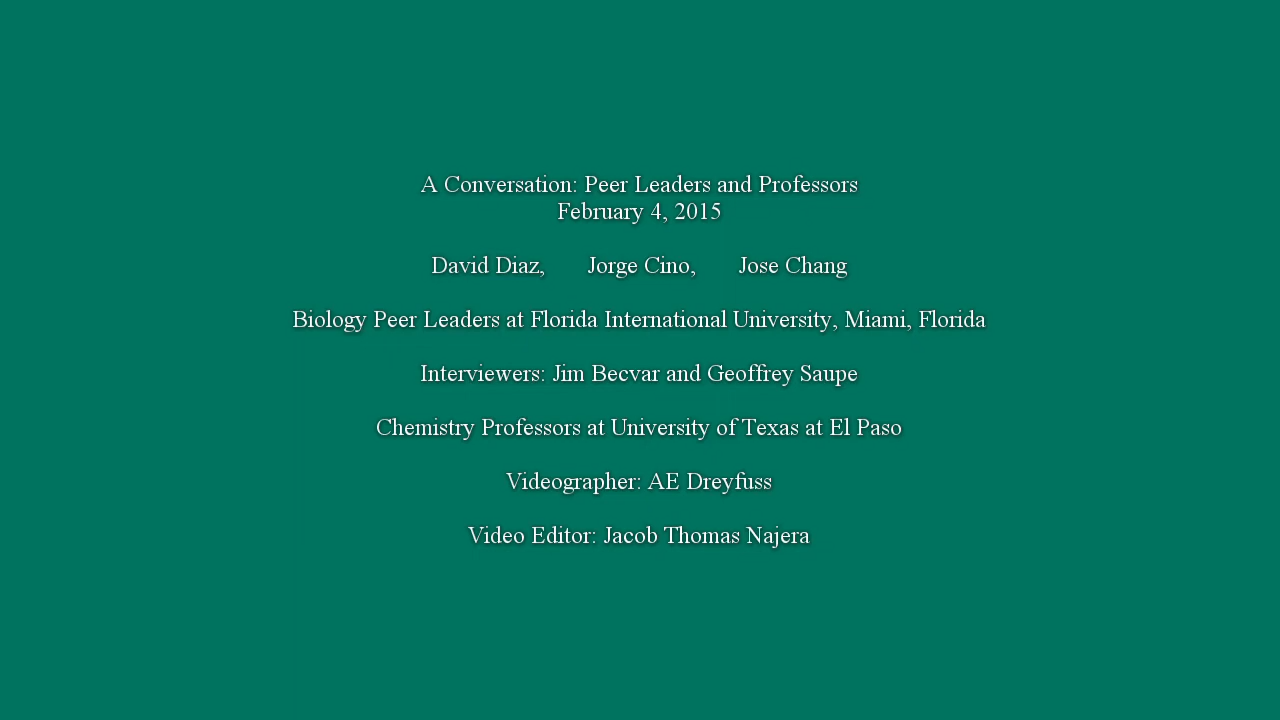 A Conversation: Peer Leaders and Professors
February 4, 2015
David Diaz, Jorge Cino, Jose Chang
Biology Peer Leaders at Florida International University, Miami, Florida
Interviewers: Jim Becvar and Geoffrey Saupe
Chemistry Professors at University of Texas at El Paso
Videographer: AE Dreyfuss
Video Editor: Jacob Thomas Najera